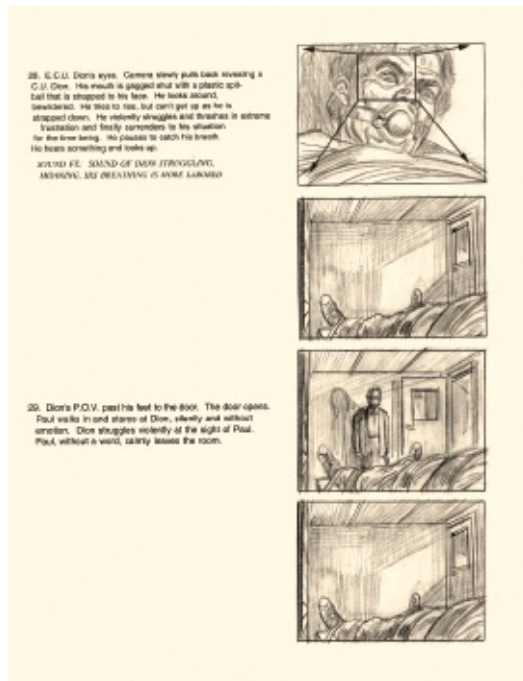 28. E.C.U. Dion's eyes. Camera slowly pulls back revealing a
C.U. Dion. His mouth is gagged shut with a plastic spit-
ball that is strapped to his face. He looks around,
bewildered. He tries to rise, but can't get up as he is
strapped down. He violently struggles and thrashes in extreme
frustration and finally surrenders to his situation
for the time being. He pauses to catch his breath.
He hears something and looks up.
SOUND FX: SOUND OF DION STRUGGLING,
MOANING. HIS BREATHING IS MORE LABORED
29. Dion's P.O.V. past his feet to the door. The door opens.
Paul walks in and stares at Dion, silently and without
emotion. Dion struggles violently at the sight of Paul.
Paul, without a word, calmly leaves the room.